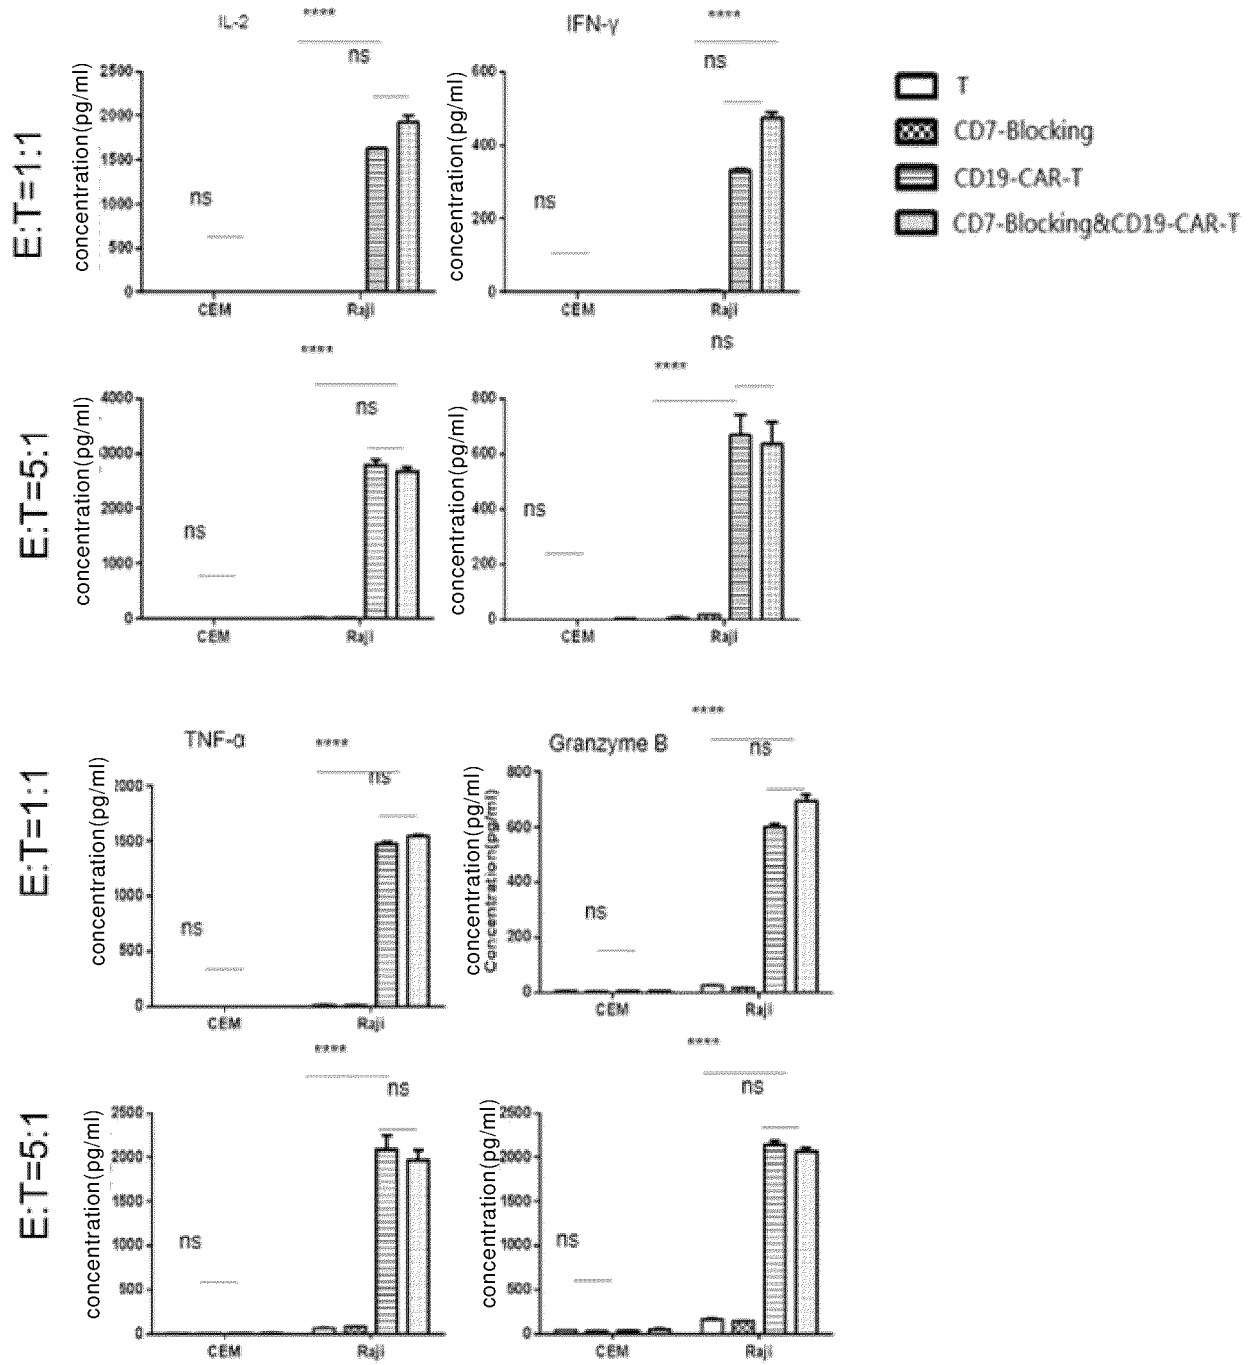 IL-2
****
ns
E:T=1:1
concentration(pg/ml)
2500
2000
1500
1000
500
0
ns
CEM
Raji
IFN-γ
****
ns
concentration(pg/ml)
600
400
200
0
ns
CEM
Raji
T
CD7-Blocking
CD19-CAR-T
CD7-Blocking&CD19-CAR-T
****
ns
E:T=5:1
concentration(pg/ml)
4000
3000
2000
1000
0
ns
CEM
Raji
ns
****
concentration(pg/ml)
800
600
400
200
0
ns
CEM
Raji
TNF-α
****
ns
E:T=1:1
concentration(pg/ml)
2000
1500
1000
500
0
ns
CEM
Raji
****
Granzyme B
ns
concentration(pg/ml)
Concentration(pg/ml)
800
600
400
200
0
ns
CEM
Raji
****
ns
E:T=5:1
concentration(pg/ml)
2500
2000
1500
1000
500
0
ns
CEM
Raji
****
ns
concentration(pg/ml)
2500
2000
1500
1000
500
0
ns
CEM
Raji